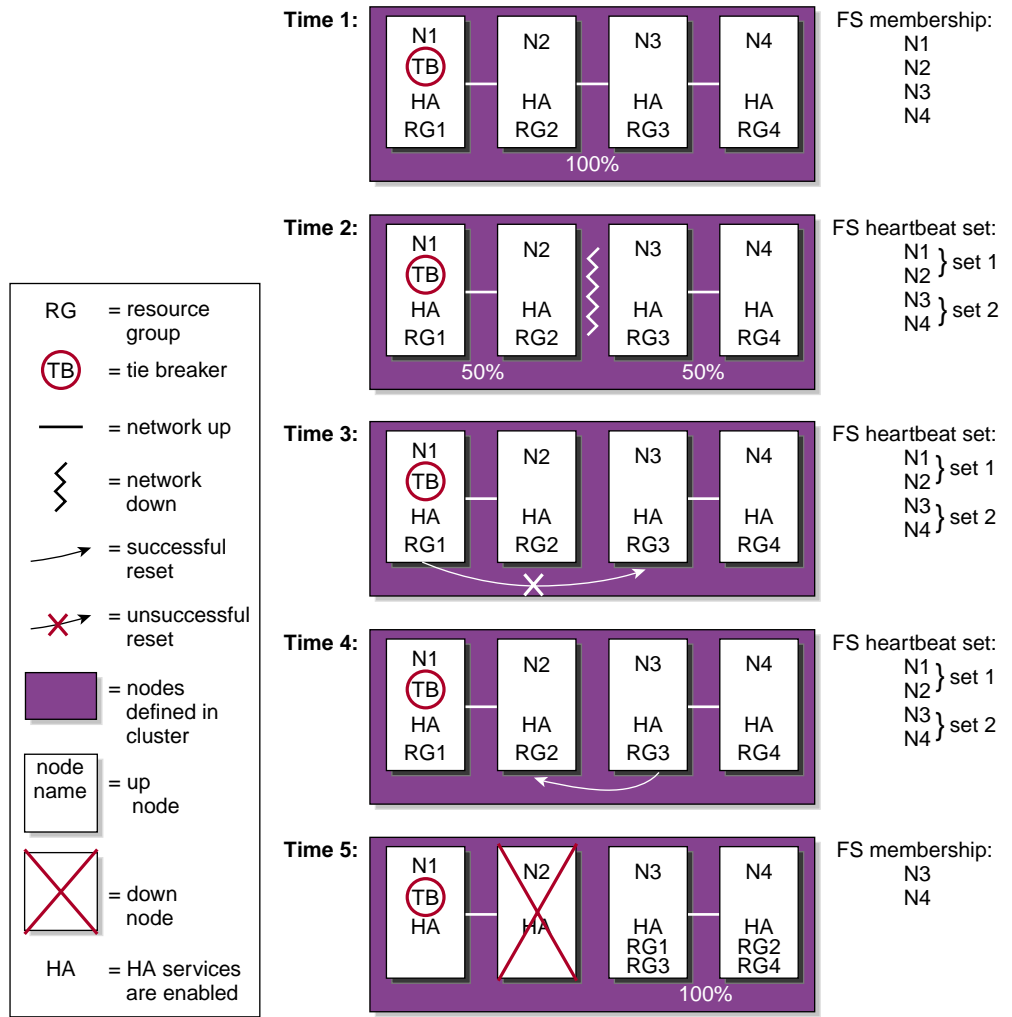 Time 1:
N1
TB
HA
RG1
N2
HA
RG2
N3
HA
RG3
N4
HA
RG4
100%
FS membership:
N1
N2
N3
N4
Time 2:
N1
TB
HA
RG1
N2
HA
RG2
N3
HA
RG3
N4
HA
RG4
50%
50%
FS heartbeat set:
N1
N2
} set 1
N3
N4
} set 2
Time 3:
N1
TB
HA
RG1
N2
HA
RG2
N3
HA
RG3
N4
HA
RG4
FS heartbeat set:
N1
N2
} set 1
N3
N4
} set 2
Time 4:
N1
TB
HA
RG1
N2
HA
RG2
N3
HA
RG3
N4
HA
RG4
FS heartbeat set:
N1
N2
} set 1
N3
N4
} set 2
Time 5:
N1
TB
HA
N2
HA
N3
HA
RG1
RG3
N4
HA
RG2
RG4
100%
FS membership:
N3
N4
RG = resource
group
TB = tie breaker
= network up
= network
down
= successful
reset
= unsuccessful
reset
= nodes
defined in
cluster
node
name
= up
node
= down
node
HA = HA services
are enabled